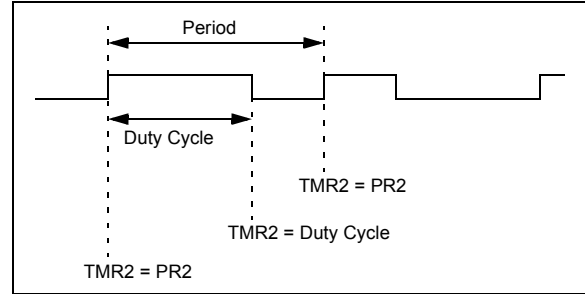 Period
Duty Cycle
TMR2 = PR2
TMR2 = Duty Cycle
TMR2 = PR2